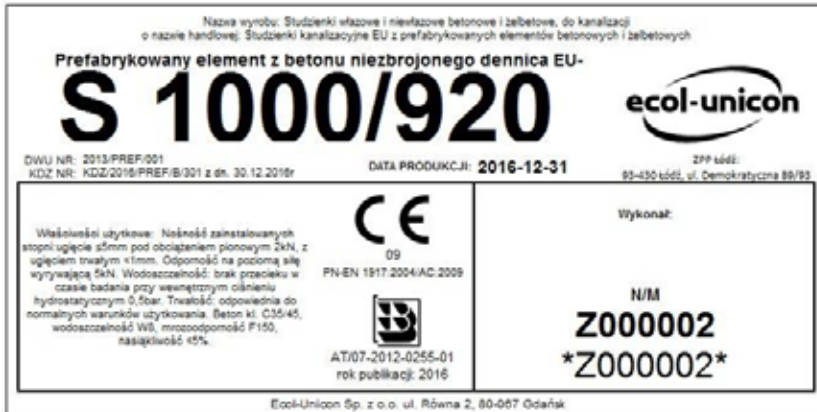 Nazwa wyrobu: Studzienki włazowe i niewłazowe betonowe i żelbetowe, do kanalizacji
o nazwie handlowej: Studzienki kanalizacyjne EU z prefabrykowanych elementów betonowych i żelbetowych
Prefabrykowany element z betonu niezbrojonego dennica EU-
S 1000/920
ecol-unicon
DWU NR: 2013/PREF/001
KDZ NR: KDZ/2016/PREF/B/301 z dn. 30.12.2016r
DATA PRODUKCJI: 2016-12-31
ZPP Łódź:
93-430 Łódź, ul. Demokratyczna 89/93
Właściwości użytkowe: Nośność zainstalowanych
stopni:ugięcie ≤5mm pod obciążeniem pionowym 2kN, z
ugięciem trwałym <1mm. Odporność na poziomą siłę
wyrywającą 5kN. Wodoszczelność: brak przecieku w
czasie badania przy wewnętrznym ciśnieniu
hydrostatycznym 0,5bar. Trwałość: odpowiednia do
normalnych warunków użytkowania. Beton kl. C35/45,
wodoszczelność W8, mrozoodporność F150,
nasiąkliwość <5%.
CE
09
PN-EN 1917:2004/AC:2009
B
AT/07-2012-0255-01
rok publikacji: 2016
Wykonał:
N/M
Z000002
*Z000002*
Ecol-Unicon Sp. z o.o. ul. Równa 2, 80-067 Gdańsk